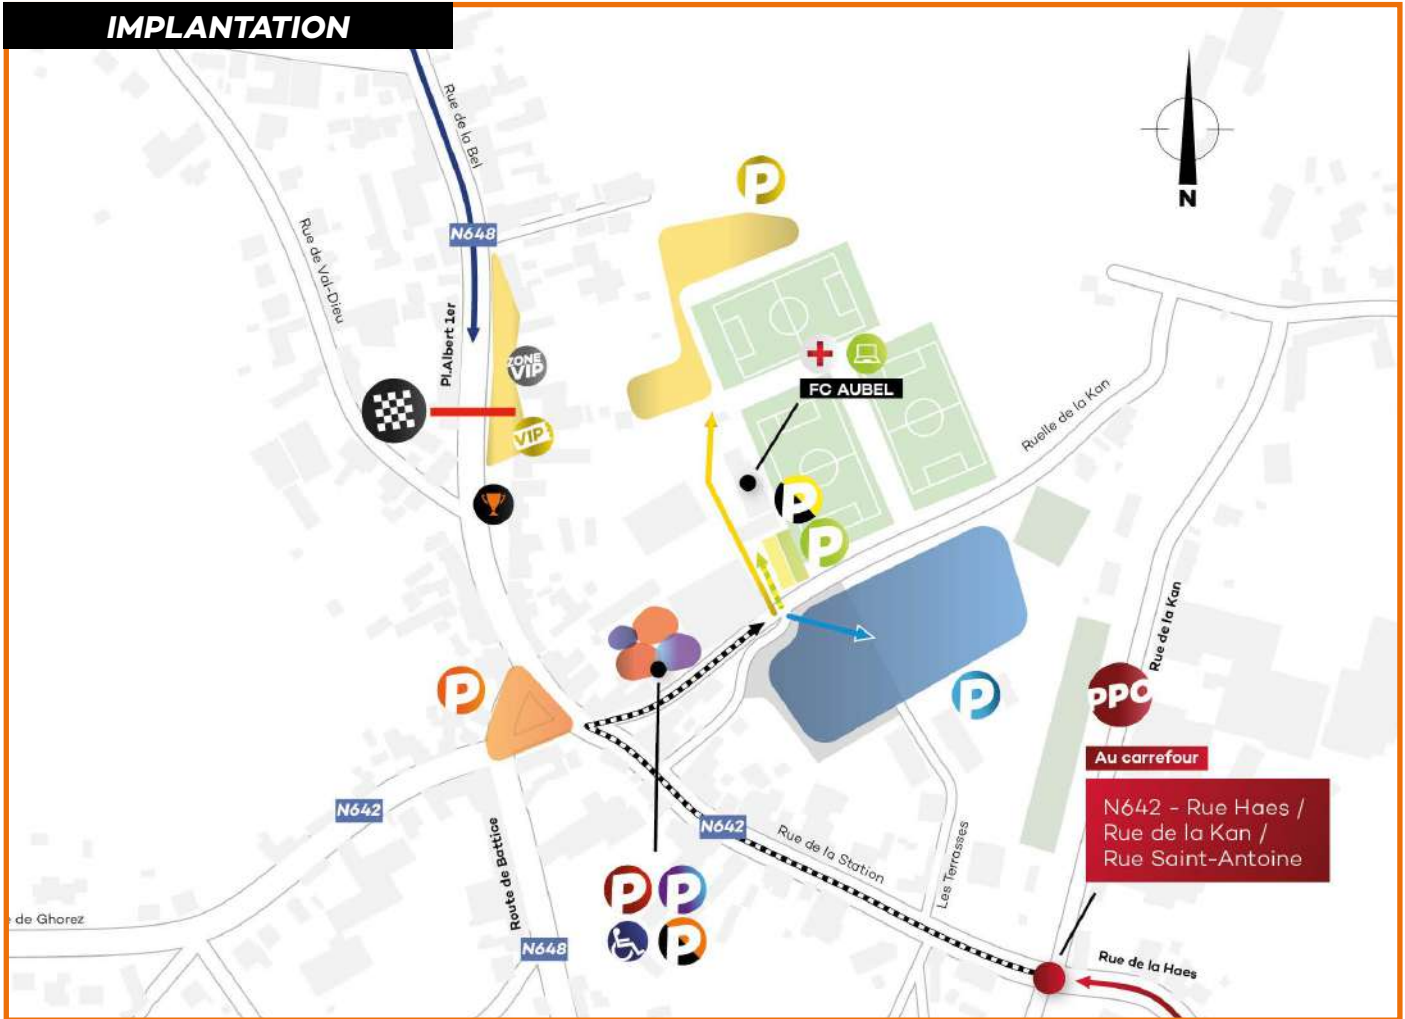 IMPLANTATION
Rue de la Bel
N648
Rue de Val-Dieu
Pl.Albert 1er
ZONE
VIP
VIP
P
FC AUBEL
Ruelle de la Kan
N
P
P
P
P
PPO
Rue de la Kan
Au carrefour
N642 - Rue Haes /
Rue de la Kan /
Rue Saint-Antoine
N642
N642
Rue de la Station
Les Terrasses
Route de Battice
P
P
P
e de Ghorez
N648
Rue de la Haes